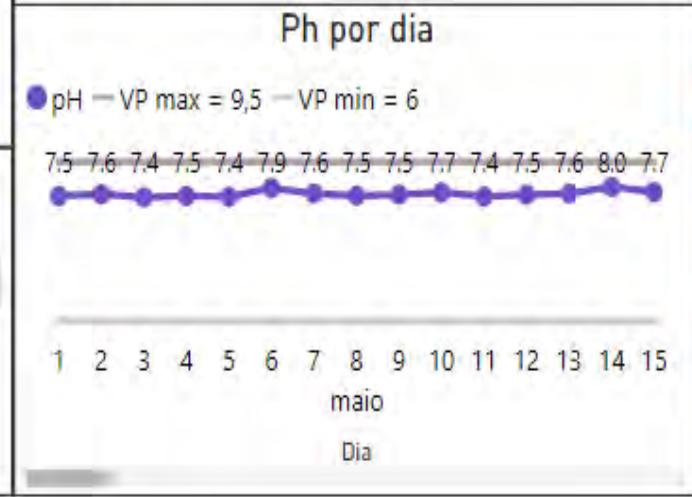 Ph por dia
pH VP max = 9,5 VP min = 6
7.5 7.6 7.4 7.5 7.4 7.9 7.6 7.5 7.5 7.7 7.4 7.5 7.6 8.0 7.7
1 2 3 4 5 6 7 8 9 10 11 12 13 14 15
maio
Dia